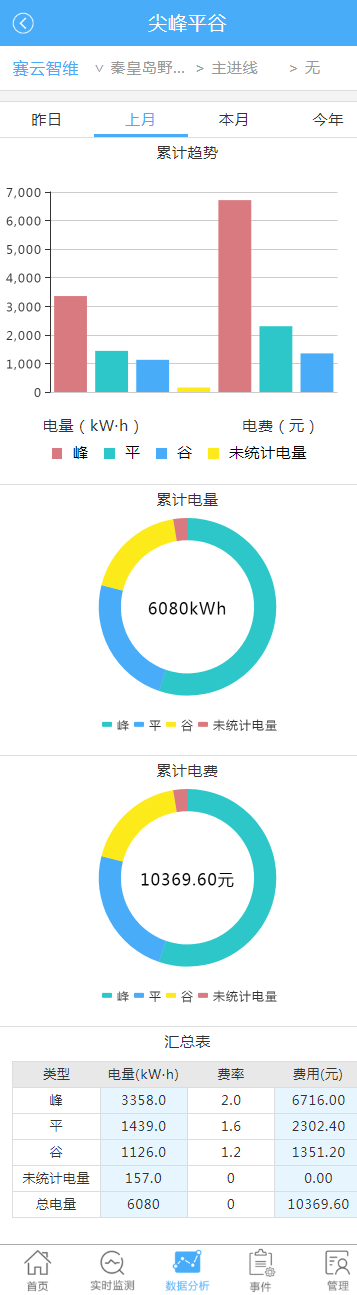 尖峰平谷
赛云智维 ∨ 秦皇岛野... > 主进线 > 无
昨日 上月 本月 今年
累计趋势
7,000
6,000
5,000
4,000
3,000
2,000
1,000
0
电量（kW·h） 电费（元）
峰 平 谷 未统计电量
累计电量
6080kWh
峰 平 谷 未统计电量
累计电费
10369.60元
峰 平 谷 未统计电量
汇总表
类型 电量(kW·h) 费率 费用(元)
峰 3358.0 2.0 6716.00
平 1439.0 1.6 2302.40
谷 1126.0 1.2 1351.20
未统计电量 157.0 0 0.00
总电量 6080 0 10369.60
首页 实时监测 数据分析 事件 管理